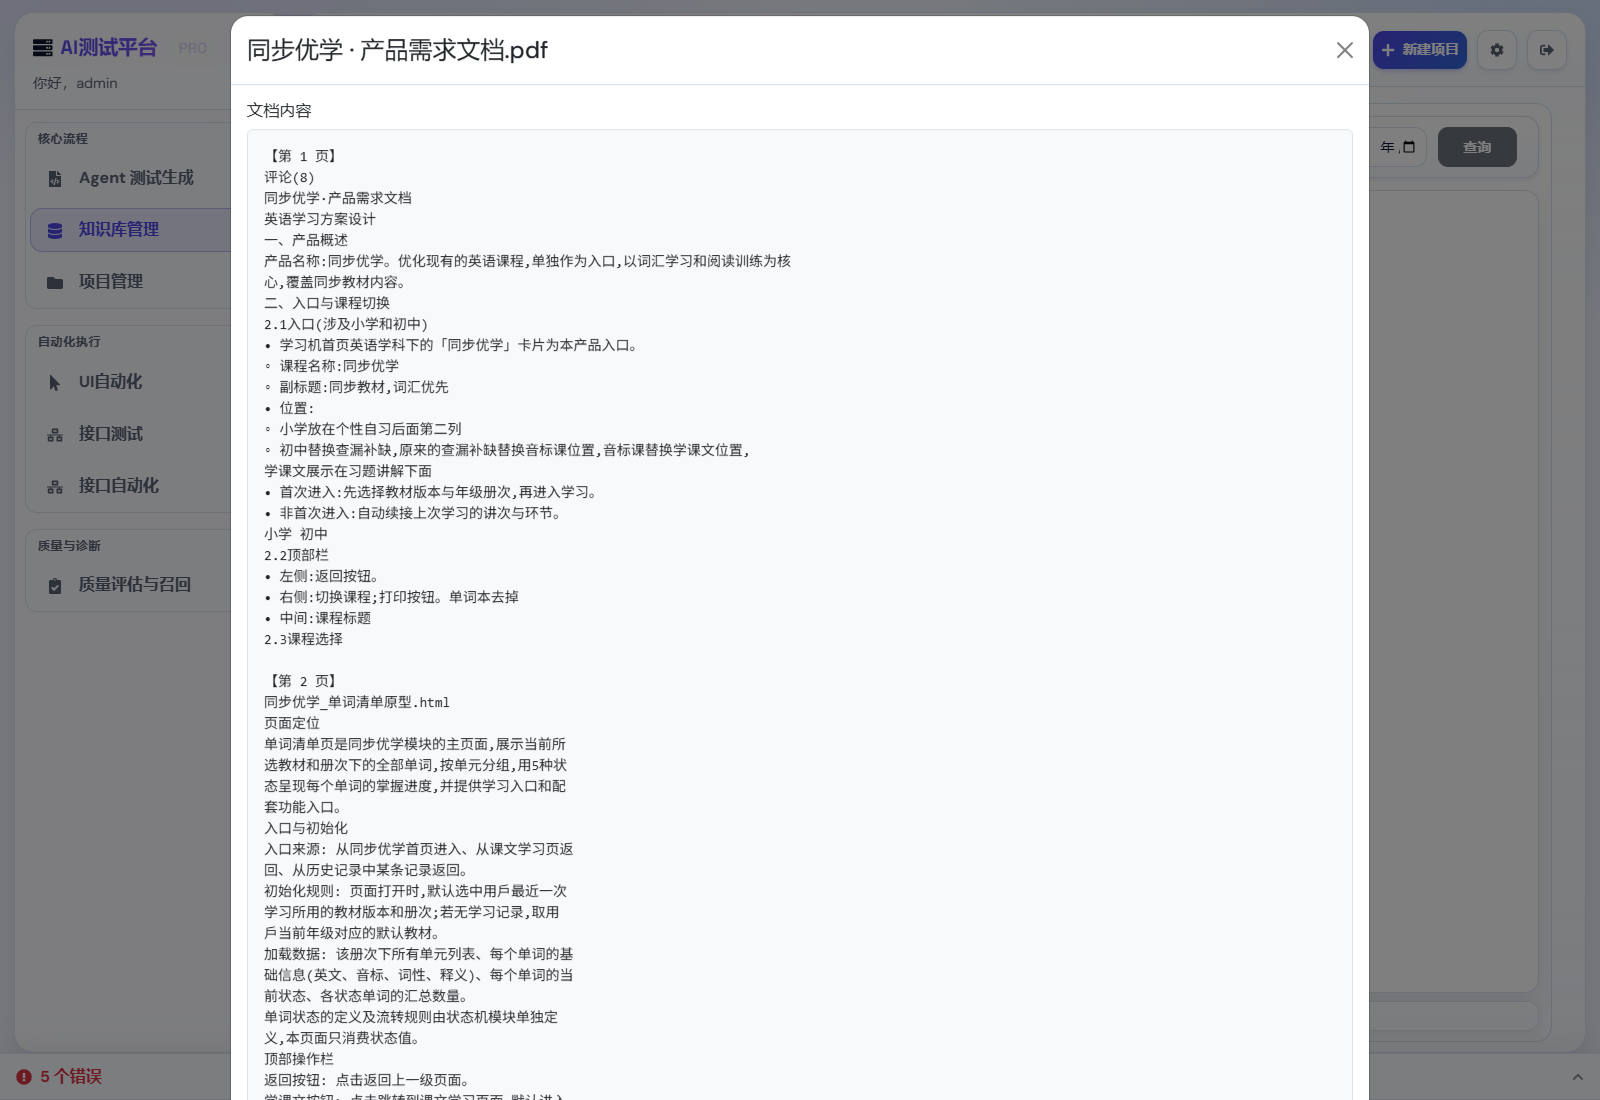 AI测试平台 PRO
你好，admin
新建项目
核心流程
Agent 测试生成
知识库管理
项目管理
自动化执行
UI自动化
接口测试
接口自动化
质量与诊断
质量评估与召回
年
查询
同步优学 · 产品需求文档.pdf
文档内容
【第 1 页】
评论(8)
同步优学·产品需求文档
英语学习方案设计
一、产品概述
产品名称:同步优学。优化现有的英语课程,单独作为入口,以词汇学习和阅读训练为核
心,覆盖同步教材内容。
二、入口与课程切换
2.1入口(涉及小学和初中)
• 学习机首页英语学科下的「同步优学」卡片为本产品入口。
◦ 课程名称:同步优学
◦ 副标题:同步教材,词汇优先
• 位置:
◦ 小学放在个性自习后面第二列
◦ 初中替换查漏补缺,原来的查漏补缺替换音标课位置,音标课替换学课文位置,
学课文展示在习题讲解下面
• 首次进入:先选择教材版本与年级册次,再进入学习。
• 非首次进入:自动续接上次学习的讲次与环节。
小学 初中
2.2顶部栏
• 左侧:返回按钮。
• 右侧:切换课程;打印按钮。单词本去掉
• 中间:课程标题
2.3课程选择
【第 2 页】
同步优学_单词清单原型.html
页面定位
单词清单页是同步优学模块的主页面,展示当前所
选教材和册次下的全部单词,按单元分组,用5种状
态呈现每个单词的掌握进度,并提供学习入口和配
套功能入口。
入口与初始化
入口来源: 从同步优学首页进入、从课文学习页返
回、从历史记录中某条记录返回。
初始化规则: 页面打开时,默认选中用戶最近一次
学习所用的教材版本和册次;若无学习记录,取用
戶当前年级对应的默认教材。
加载数据: 该册次下所有单元列表、每个单词的基
础信息(英文、音标、词性、释义)、每个单词的当
前状态、各状态单词的汇总数量。
单词状态的定义及流转规则由状态机模块单独定
义,本页面只消费状态值。
顶部操作栏
返回按钮: 点击返回上一级页面。
学课文按钮: 点击跳转到课文学习页面,默认进入
5 个错误